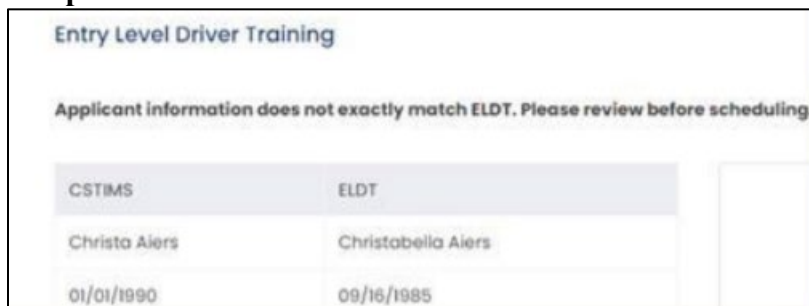 Entry Level Driver Training
Applicant information does not exactly match ELDT. Please review before scheduling
CSTIMS ELDT
Christa Aiers Christabella Aiers
01/01/1990 09/16/1985